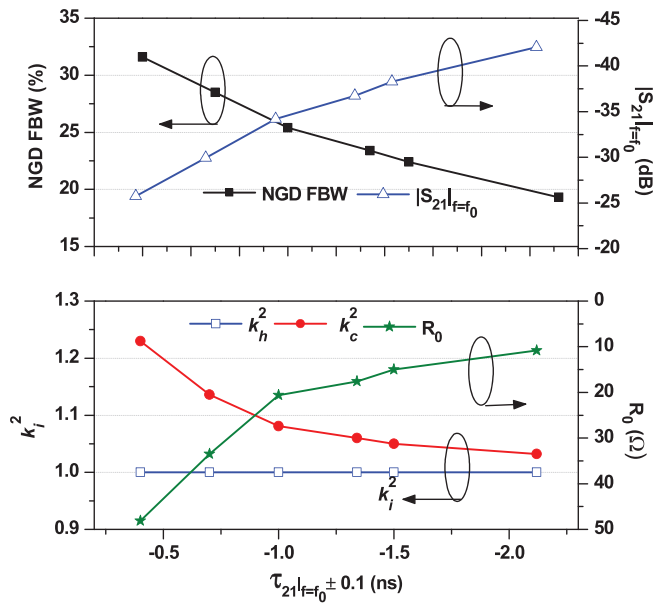 NGD FBW (%)
35
30
25
20
15
NGD FBW
|S21|f=f0
-45
-40
-35
-30
-25
-20
|S21|f=f0 (dB)
ki2
1.3
1.2
1.1
1.0
0.9
kh2 kc2 R0
ki2
0
10
20
30
40
50
R0 (Ω)
-0.5 -1.0 -1.5 -2.0
τ21|f=f0 ± 0.1 (ns)